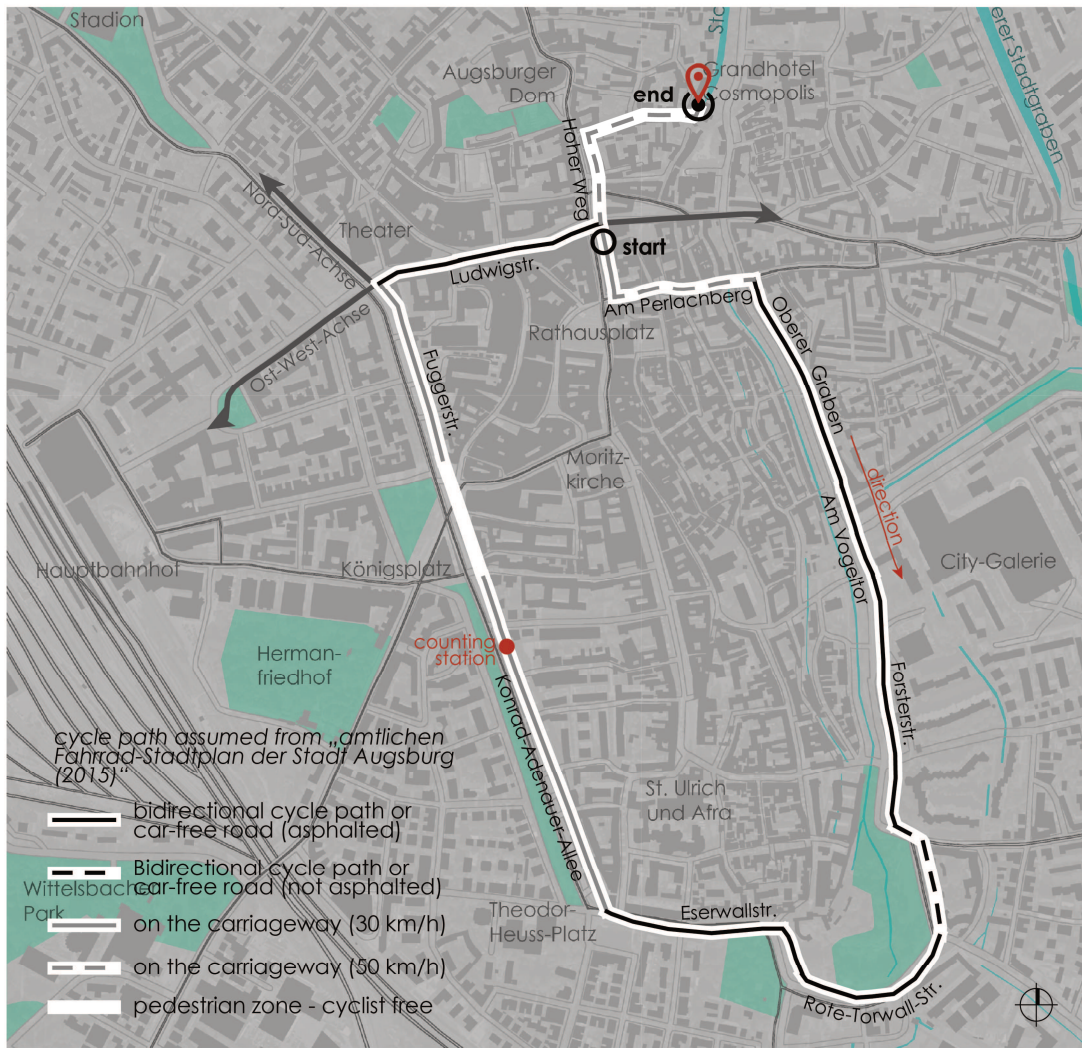 Stadion
Sta
erer Stadtgraben
Augsburger
Dom
Grandhotel
Cosmopolis
end
Hoher Weg
Nord-Süd-Achse
Theater
start
Ludwigstr.
Am Perlachberg
Rathausplatz
Ost-West-Achse
Fuggerstr.
Oberer Graben
Moritz-
kirche
direction
Am Vogeltor
City-Galerie
Hauptbahnhof
Königsplatz
counting
station
Herman-
friedhof
Konrad-Adenauer-Allee
Forsterstr.
cycle path assumed from „amtlichen
Fahrrad-Stadtplan der Stadt Augsburg
(2015)“
St. Ulrich
und Afra
bidirectional cycle path or
car-free road (asphalted)
Bidirectional cycle path or
car-free road (not asphalted)
Wittelsbacher
Park
on the carriageway (30 km/h)
on the carriageway (50 km/h)
pedestrian zone - cyclist free
Theodor-
Heuss-Platz
Eserwallstr.
Rote-Torwall-Str.